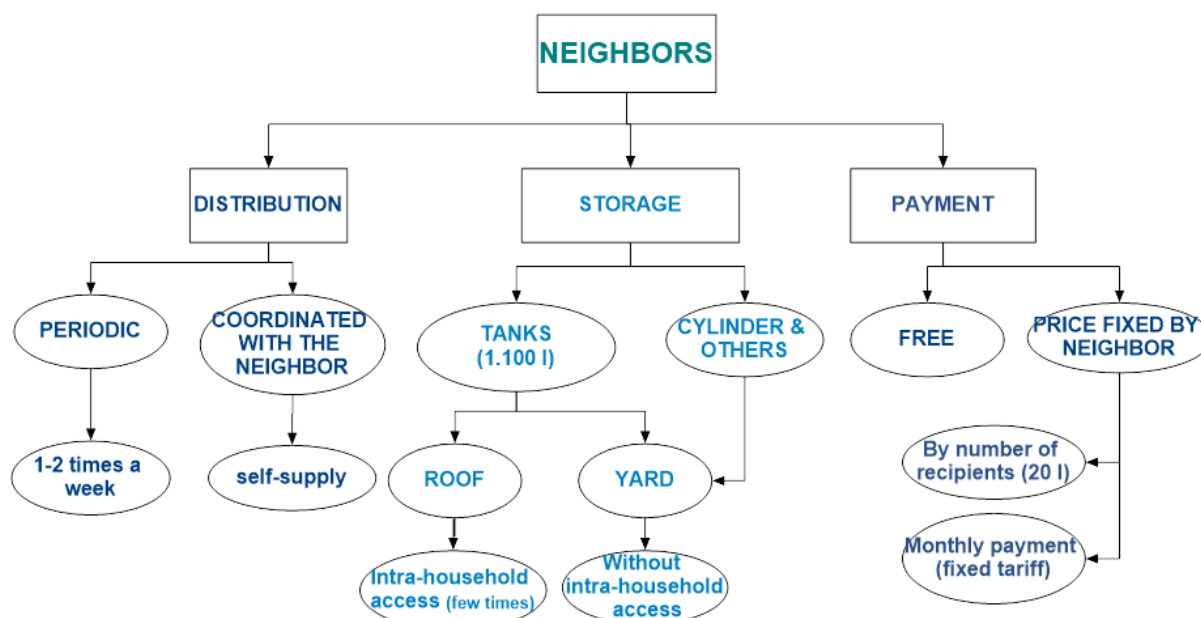 NEIGHBORS
DISTRIBUTION
STORAGE
PAYMENT
PERIODIC
COORDINATED
WITH THE
NEIGHBOR
TANKS
(1.100 l)
CYLINDER &
OTHERS
FREE
PRICE FIXED BY
NEIGHBOR
1-2 times a
week
self-supply
ROOF
YARD
By number of
recipients (20 l)
Monthly payment
(fixed tariff)
Intra-household
access (few times)
Without
intra-household
access